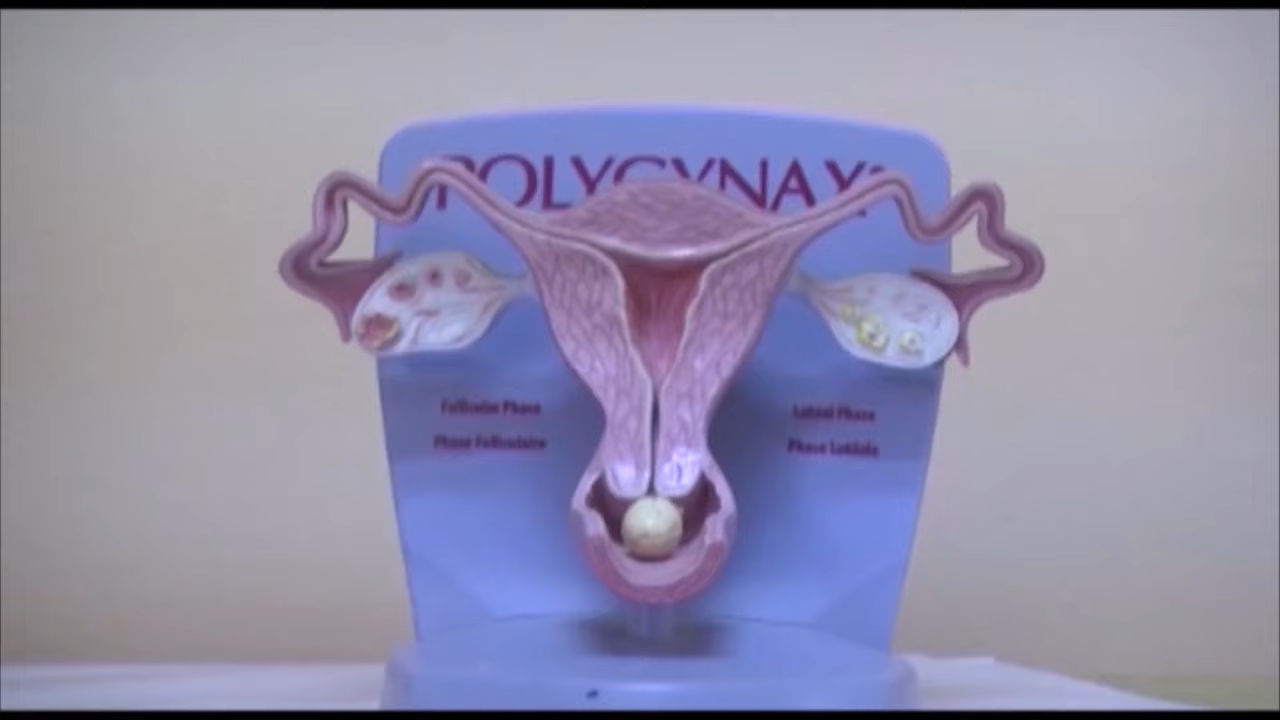 POLYGYNAX®
Follicular Phase
Phase Folliculaire
Luteal Phase
Phase Lutéale